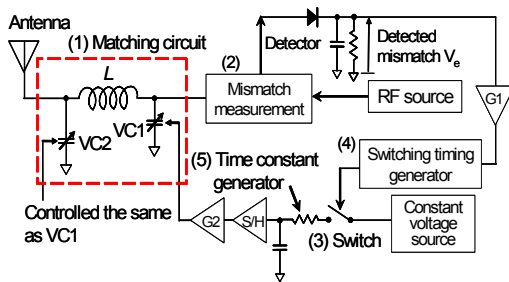 Antenna
(1) Matching circuit
L
VC1
VC2
Controlled the same
as VC1
(2)
Mismatch
measurement
Detector
Detected
mismatch Ve
RF source
G1
(4)
Switching timing
generator
(5) Time constant
generator
G2
S/H
(3) Switch
Constant
voltage
source